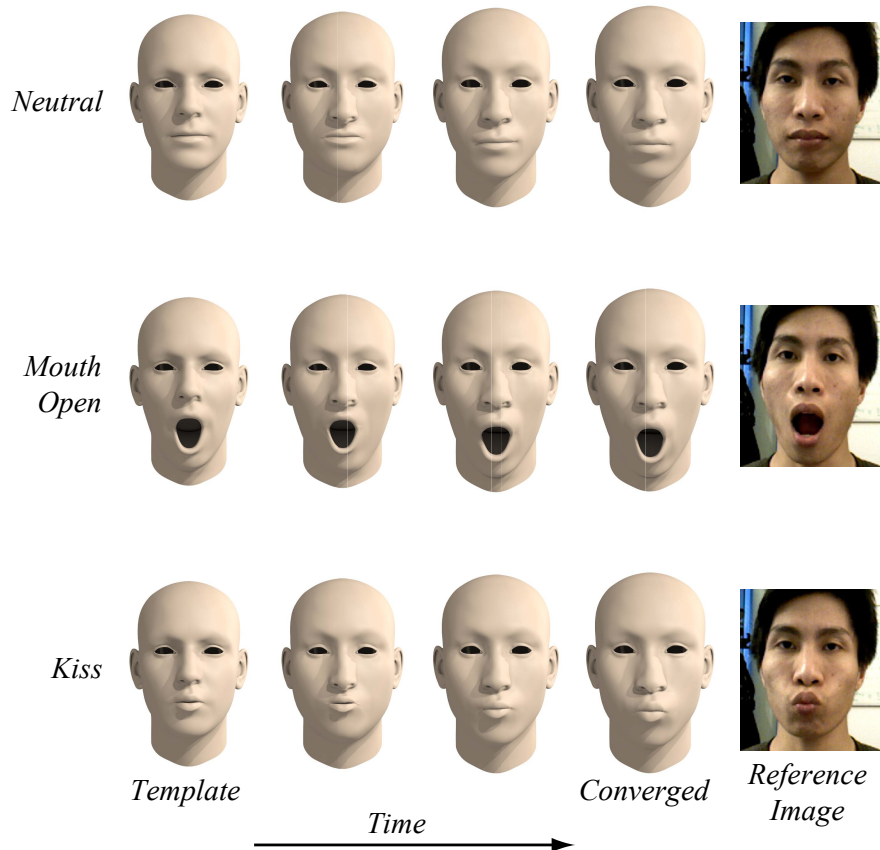 Neutral
Mouth
Open
Kiss
Template
Converged
Reference
Image
Time